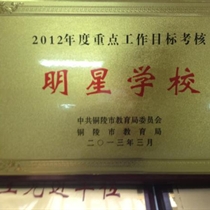 2012年度重点工作目标考核
明星学校
中共铜陵市教育局委员会
铜陵市教育局
二〇一三年三月